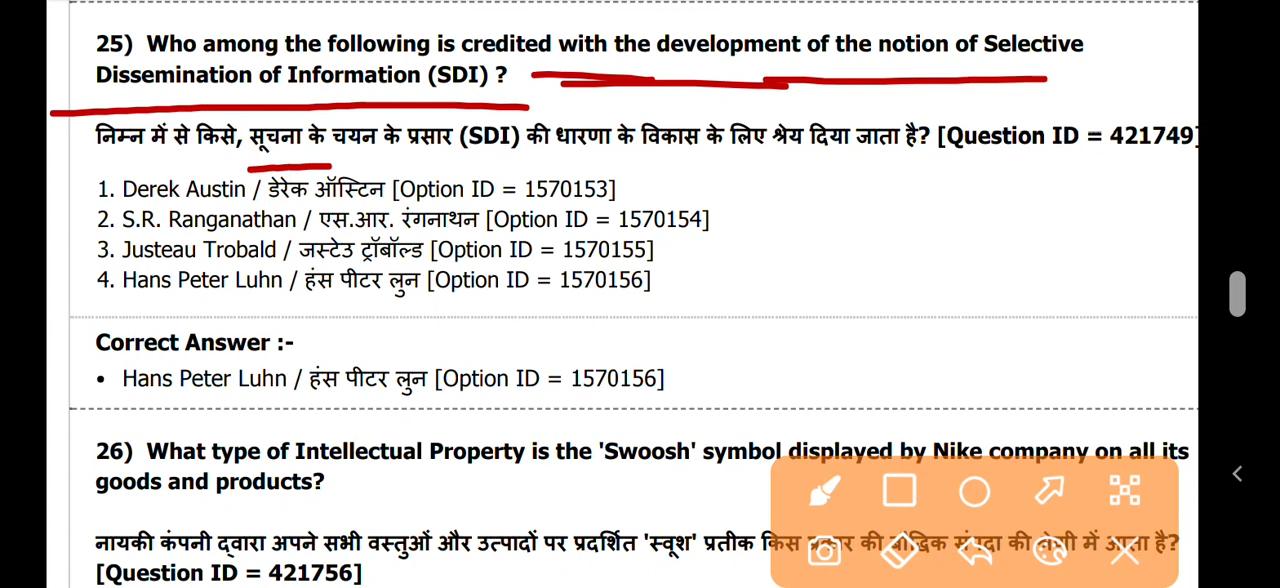 25) Who among the following is credited with the development of the notion of Selective
Dissemination of Information (SDI) ?
निम्न में से किसे, सूचना के चयन के प्रसार (SDI) की धारणा के विकास के लिए श्रेय दिया जाता है? [Question ID = 421749]
1. Derek Austin / डेरेक ऑस्टिन [Option ID = 1570153]
2. S.R. Ranganathan / एस.आर. रंगनाथन [Option ID = 1570154]
3. Justeau Trobald / जस्टेउ ट्रॉबॉल्ड [Option ID = 1570155]
4. Hans Peter Luhn / हंस पीटर लुन [Option ID = 1570156]
Correct Answer :-
• Hans Peter Luhn / हंस पीटर लुन [Option ID = 1570156]
26) What type of Intellectual Property is the 'Swoosh' symbol displayed by Nike company on all its
goods and products?
नायकी कंपनी द्वारा अपने सभी वस्तुओं और उत्पादों पर प्रदर्शित 'स्वूश' प्रतीक किस की संपदा की में आता है?
[Question ID = 421756]